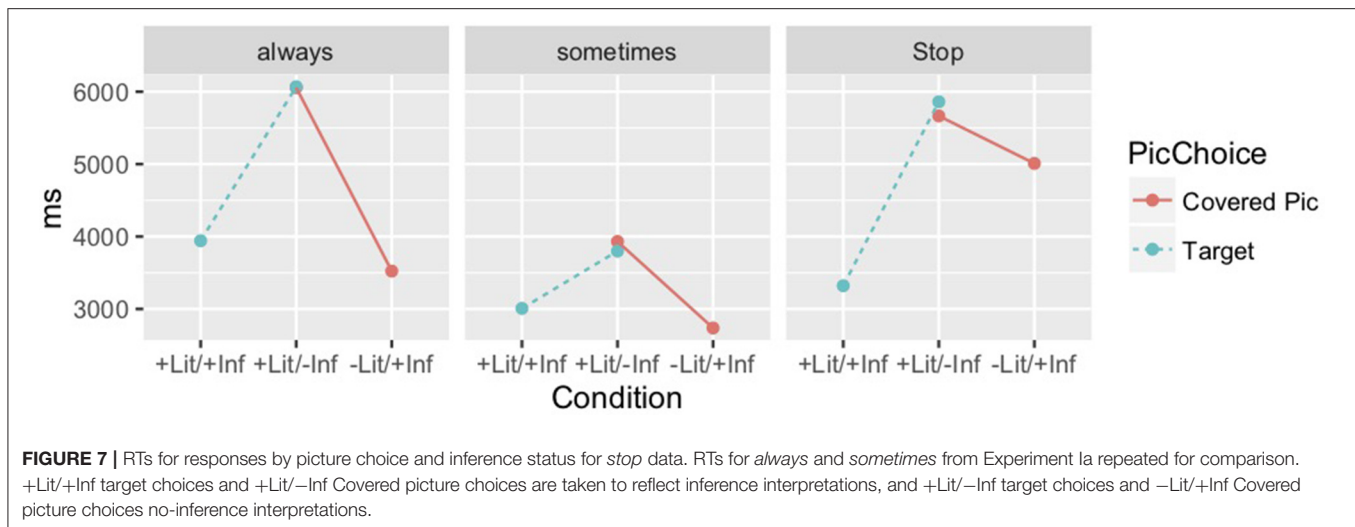 always sometimes Stop
6000
5000
4000
3000
ms
+Lit/+Inf +Lit/-Inf -Lit/+Inf +Lit/+Inf +Lit/-Inf -Lit/+Inf +Lit/+Inf +Lit/-Inf -Lit/+Inf
Condition
PicChoice
Covered Pic
Target
FIGURE 7 | RTs for responses by picture choice and inference status for stop data. RTs for always and sometimes from Experiment Ia repeated for comparison.
+Lit/+Inf target choices and +Lit/−Inf Covered picture choices are taken to reflect inference interpretations, and +Lit/−Inf target choices and −Lit/+Inf Covered
picture choices no-inference interpretations.